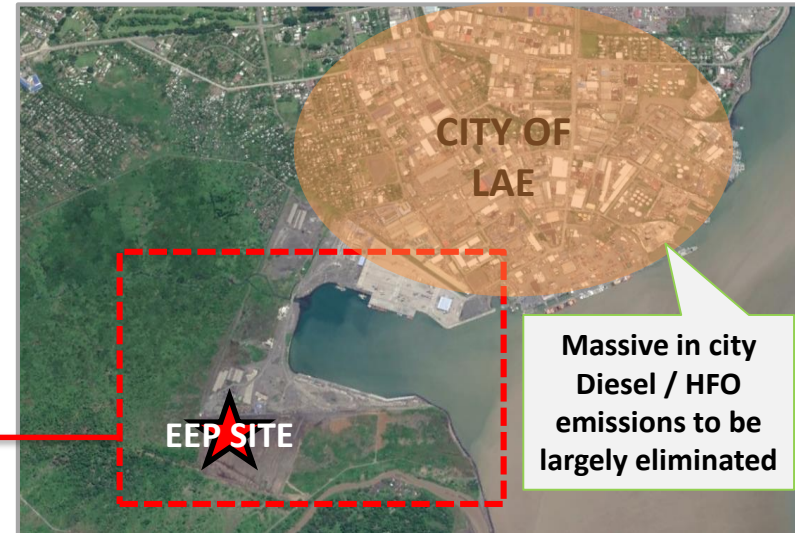 CITY OF
LAE
EEP SITE
Massive in city
Diesel / HFO
emissions to be
largely eliminated